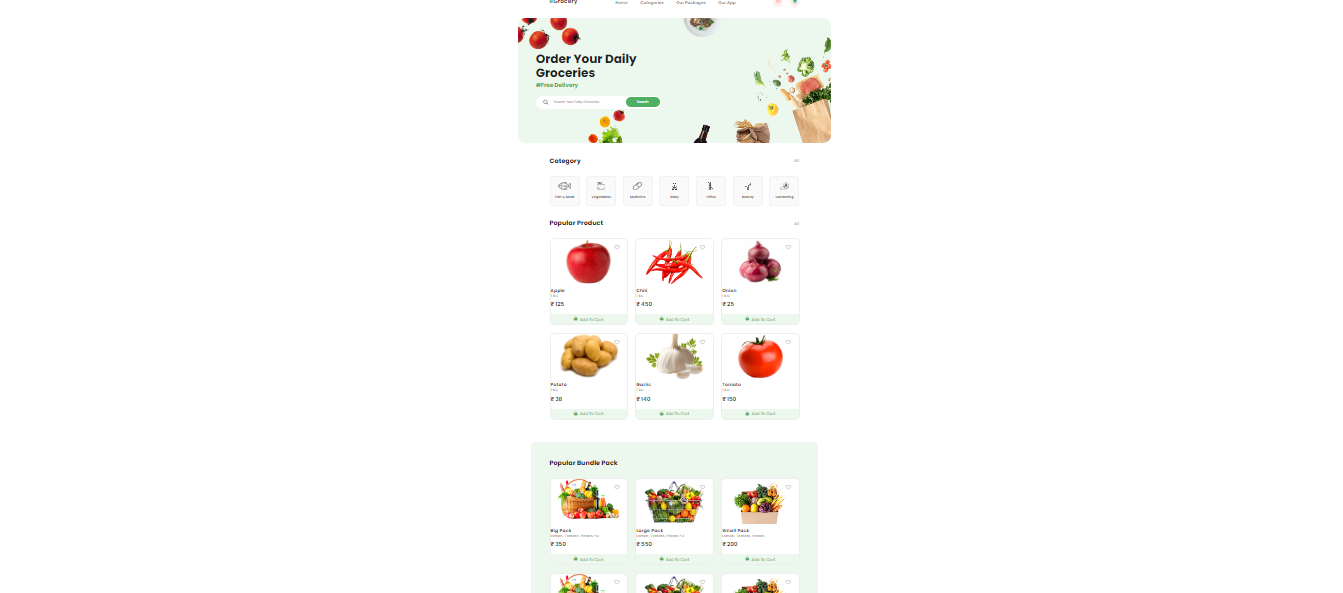 #Grocery
Home Categories Our Packages Our App
Order Your Daily
Groceries
#Free Delivery
Search Your Daily Groceries
Search
Category
All
Fish & Meat Vegetables Medicine Baby Office Beauty Gardening
Popular Product
All
Apple
1 KG
₹ 125
Add To Cart
Chili
1 KG
₹ 450
Add To Cart
Onion
1 KG
₹ 25
Add To Cart
Potato
1 KG
₹ 38
Add To Cart
Garlic
1 KG
₹ 140
Add To Cart
Tomato
1 KG
₹ 150
Add To Cart
Popular Bundle Pack
Big Pack
₹ 350
Add To Cart
Large Pack
₹ 550
Add To Cart
Small Pack
₹ 200
Add To Cart